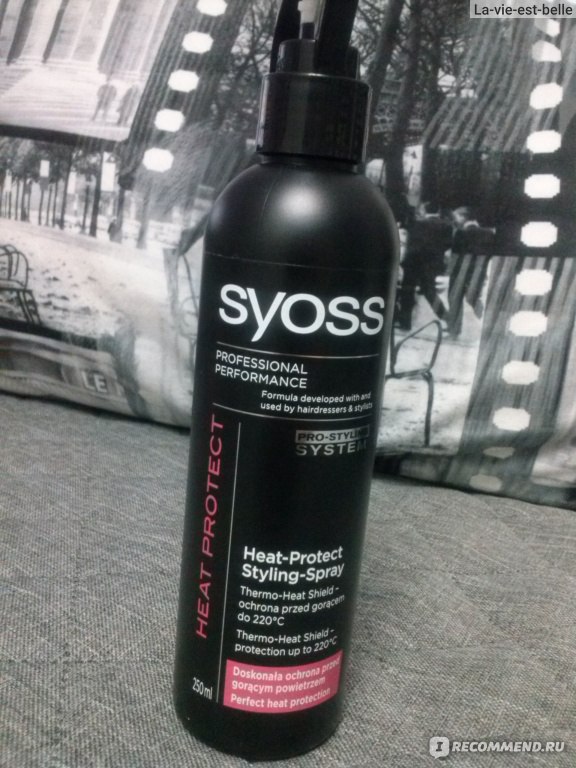 La-vie-est-belle
syoss
PROFESSIONAL
PERFORMANCE
Formula developed with and
used by hairdressers & stylists
PRO-STYLING
SYSTEM
HEAT PROTECT
Heat-Protect
Styling-Spray
Thermo-Heat Shield –
ochrona przed gorącem
do 220°C
Thermo-Heat Shield –
protection up to 220°C
Doskonała ochrona przed
gorącym powietrzem
Perfect heat protection
250ml
LE
I RECOMMEND.RU